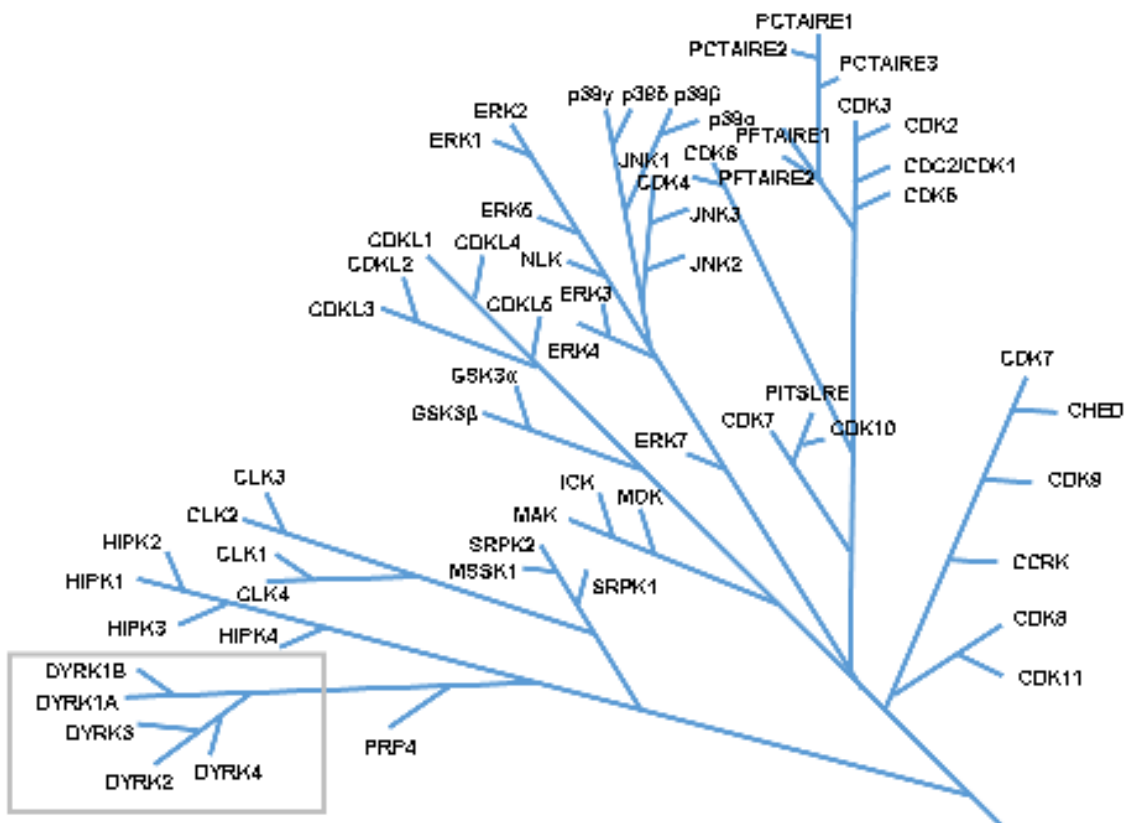 PCTAIRE1
PCTAIRE2
PCTAIRE3
p38γ p38δ p38β
ERK2
CDK3
p38α
CDK2
ERK1
PFTAIRE1
CDK6
JNK1
CDC2/CDK1
CDK4
PFTAIRE2
CDK5
ERK5
JNK3
CDKL1
CDKL4
CDKL2
NLK
JNK2
ERK3
CDKL5
CDKL3
ERK4
CDK7
GSK3α
PITSLRE
GSK3β
CHED
CDK7
CDK10
ERK7
CLK3
ICK
MOK
CDK9
CLK2
MAK
HIPK2
SRPK2
CLK1
MSSK1
CCRK
HIPK1
SRPK1
CLK4
HIPK3
HIPK4
CDK8
DYRK1B
CDK11
DYRK1A
DYRK3
PRP4
DYRK2
DYRK4